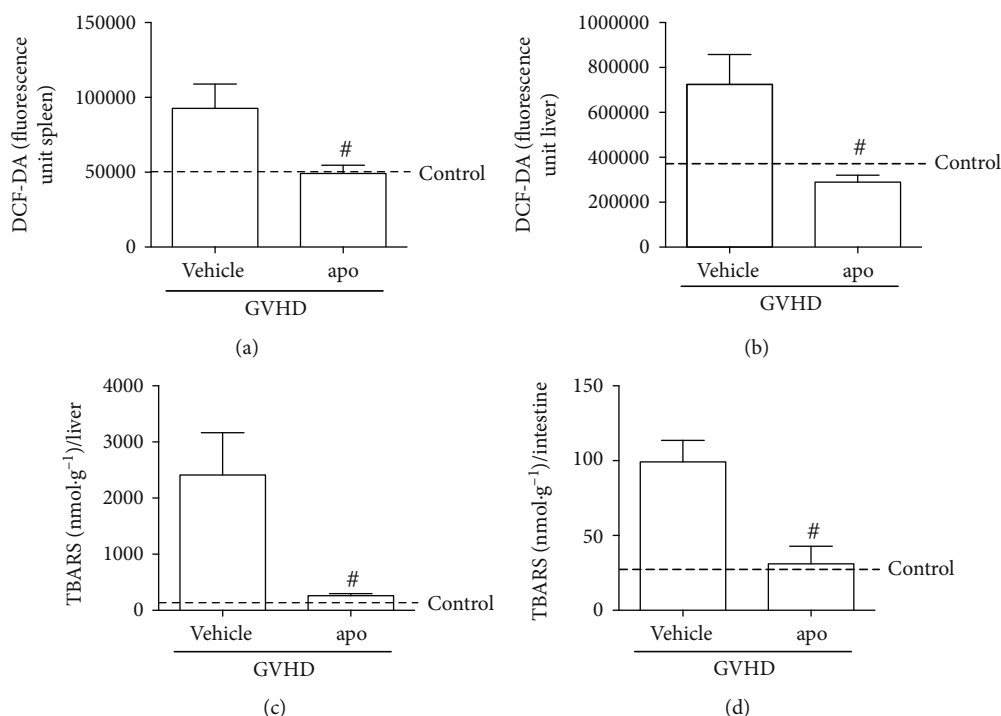 DCF-DA (fluorescence
unit spleen)
150000
100000
50000
0
#
Control
Vehicle
apo
GVHD
(a)
DCF-DA (fluorescence
unit liver)
1000000
800000
600000
400000
200000
0
#
Control
Vehicle
apo
GVHD
(b)
TBARS (nmol·g⁻¹)/liver
4000
3000
2000
1000
0
#
Control
Vehicle
apo
GVHD
(c)
TBARS (nmol·g⁻¹)/intestine
150
100
50
0
#
Control
Vehicle
apo
GVHD
(d)